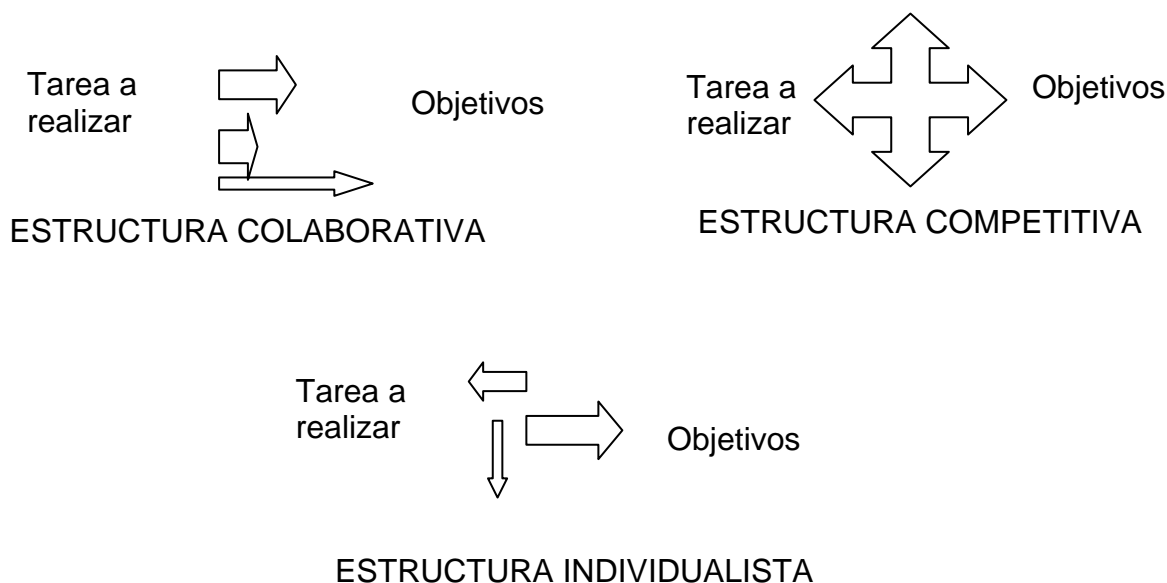 Tarea a
realizar
Objetivos
ESTRUCTURA COLABORATIVA
Tarea a
realizar
Objetivos
ESTRUCTURA COMPETITIVA
Tarea a
realizar
Objetivos
ESTRUCTURA INDIVIDUALISTA